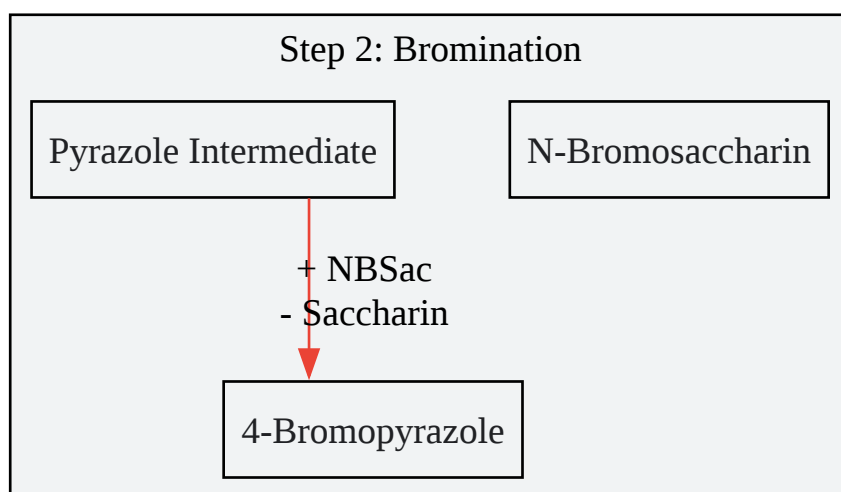 Step 2: Bromination
Pyrazole Intermediate
N-Bromosaccharin
+ NBSac
- Saccharin
4-Bromopyrazole